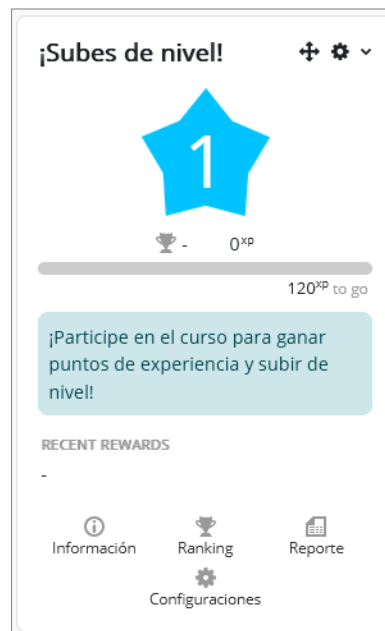 ¡Subes de nivel!
1
- 0xp
120xp to go
¡Participe en el curso para ganar
puntos de experiencia y subir de
nivel!
RECENT REWARDS
-
Información Ranking Reporte
Configuraciones